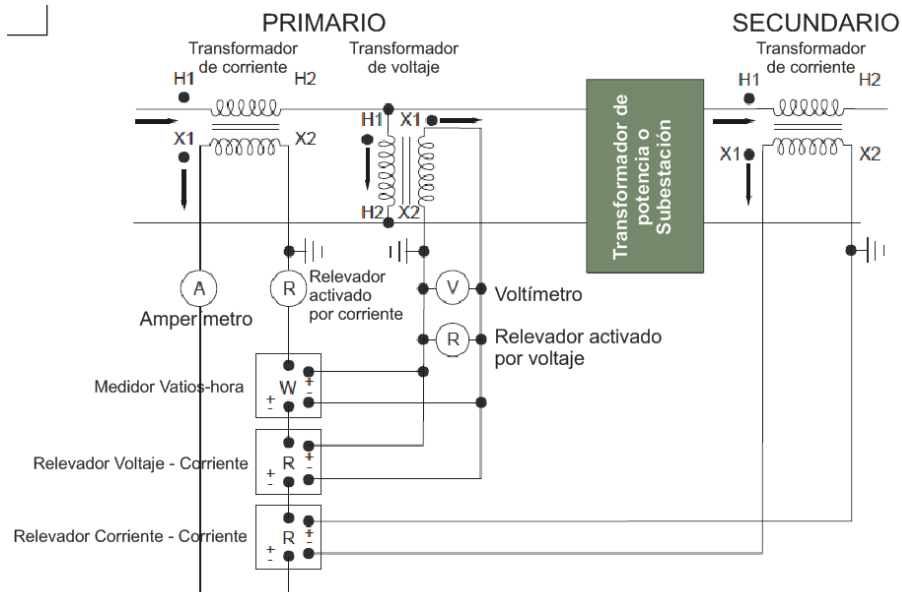 PRIMARIO
SECUNDARIO
Transformador
de corriente
Transformador
de voltaje
Transformador
de corriente
H1
H2
H1
X1
H1
H2
X1
X2
H2
X2
X1
X2
Transformador de
potencia o
Subestación
A
Amper metro
R
Relevador
activado
por corriente
V
Voltímetro
R
Relevador activado
por voltaje
Medidor Vatios-hora
W
+
-
+
-
Relevador Voltaje - Corriente
R
+
-
+
-
Relevador Corriente - Corriente
R
+
-
+
-